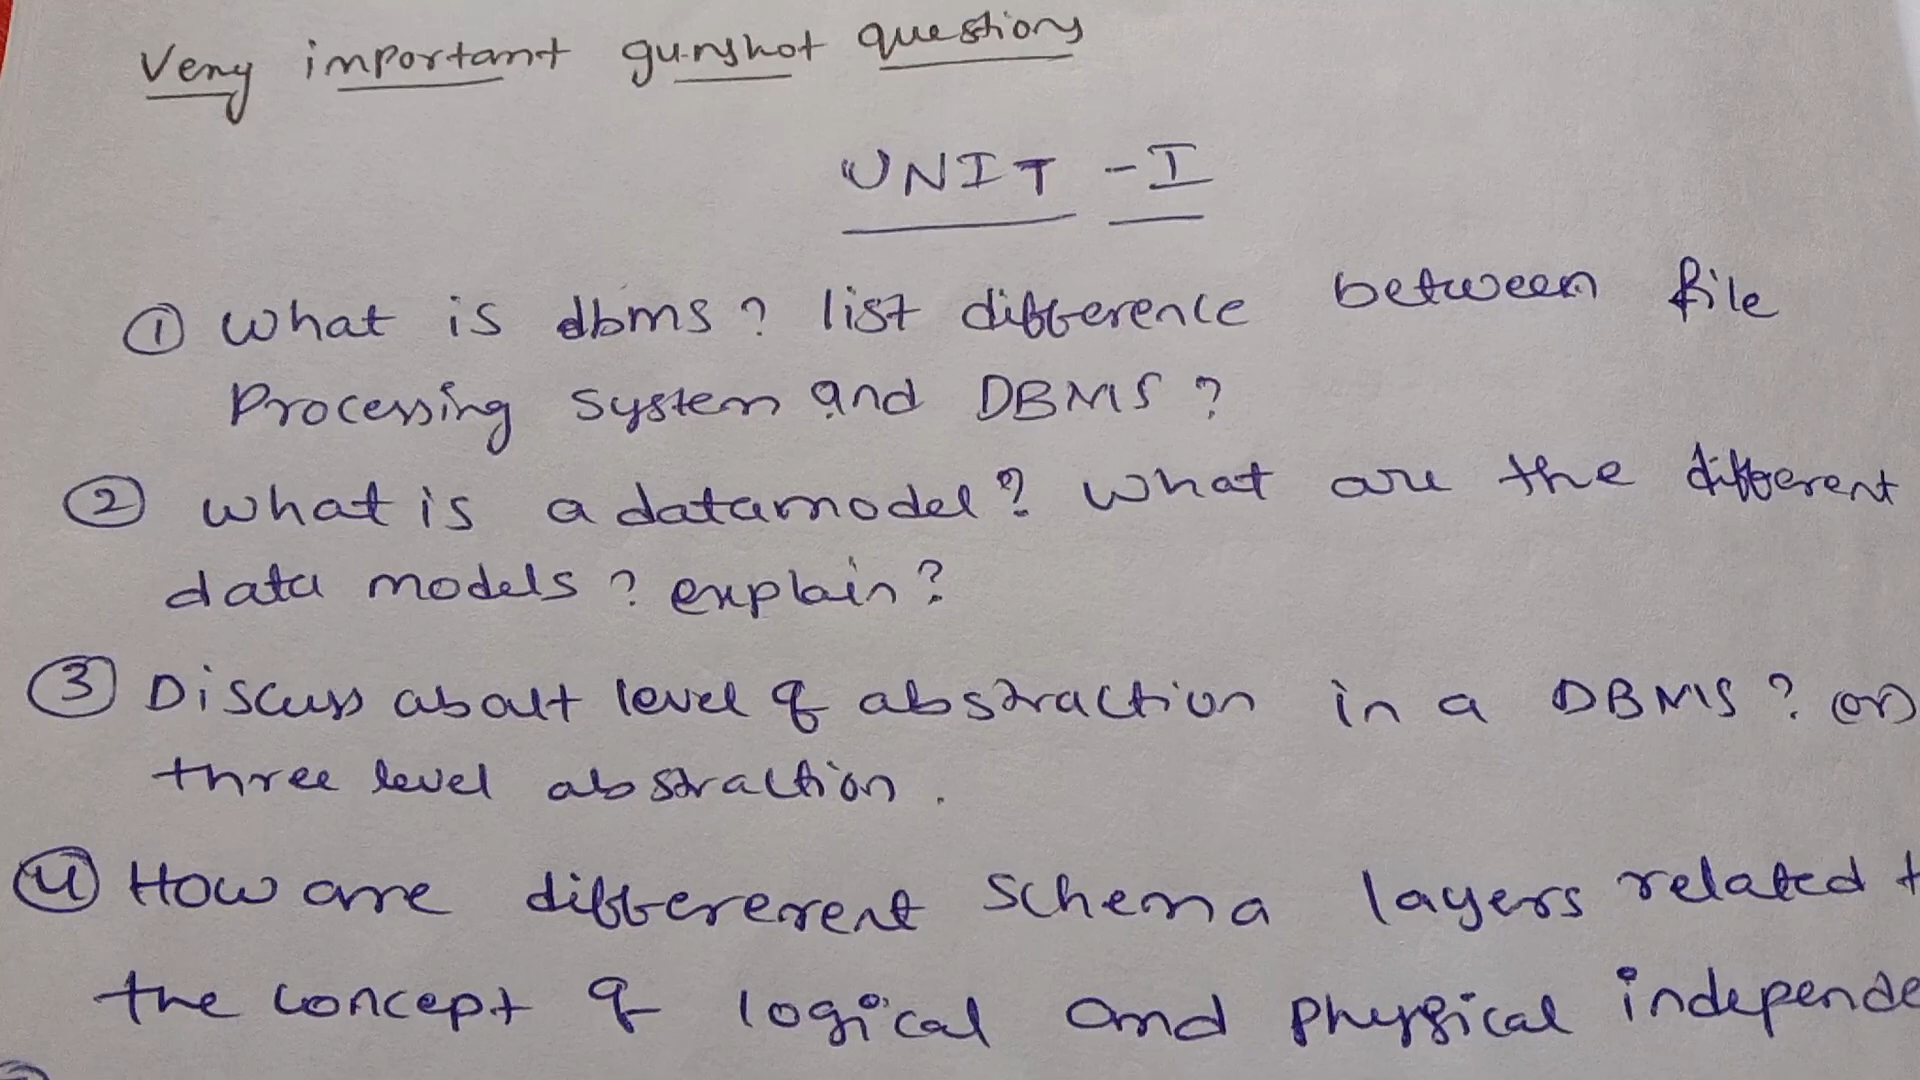 Very important gunshot questions
UNIT - I
① what is dbms? list difference between file
Processing system and DBMS?
② what is a datamodel? what are the different
data models? explain?
③ Discuss about level of abstraction in a DBMS? (or)
three level abstraction.
④ How are differerent schema layers related t
the concept of logical and physical independe